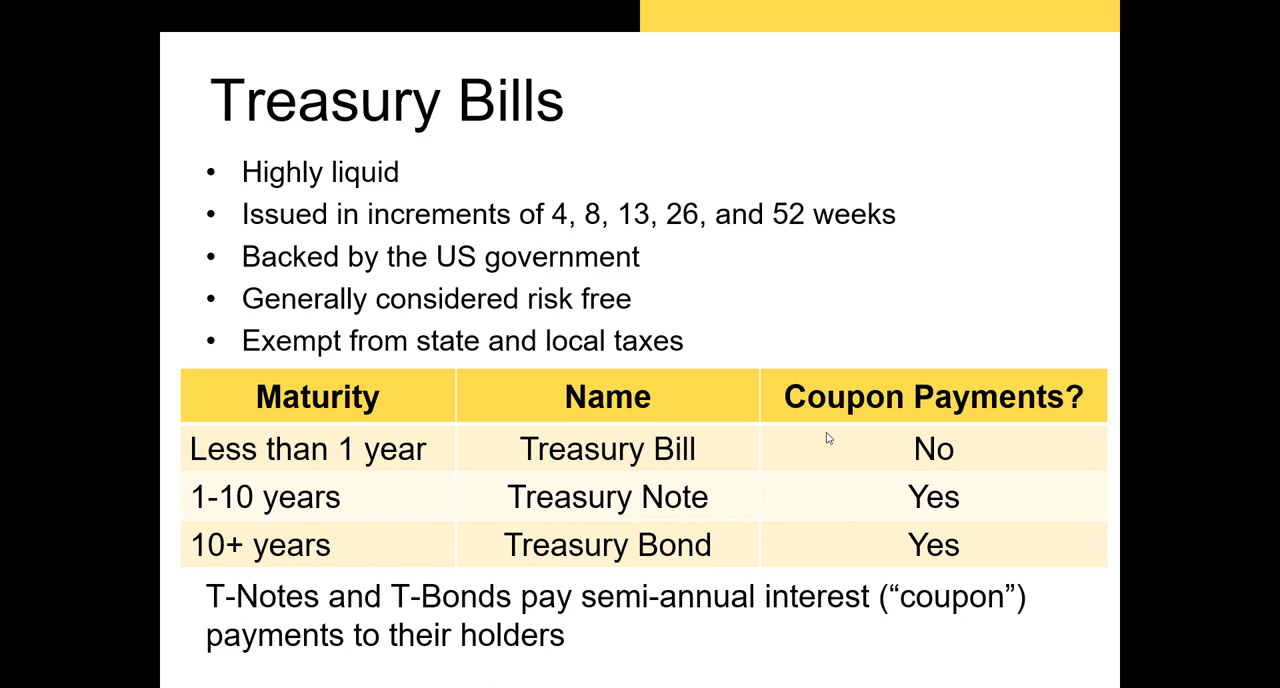 Treasury Bills
• Highly liquid
• Issued in increments of 4, 8, 13, 26, and 52 weeks
• Backed by the US government
• Generally considered risk free
• Exempt from state and local taxes
Maturity Name Coupon Payments?
Less than 1 year Treasury Bill No
1-10 years Treasury Note Yes
10+ years Treasury Bond Yes
T-Notes and T-Bonds pay semi-annual interest (“coupon”)
payments to their holders